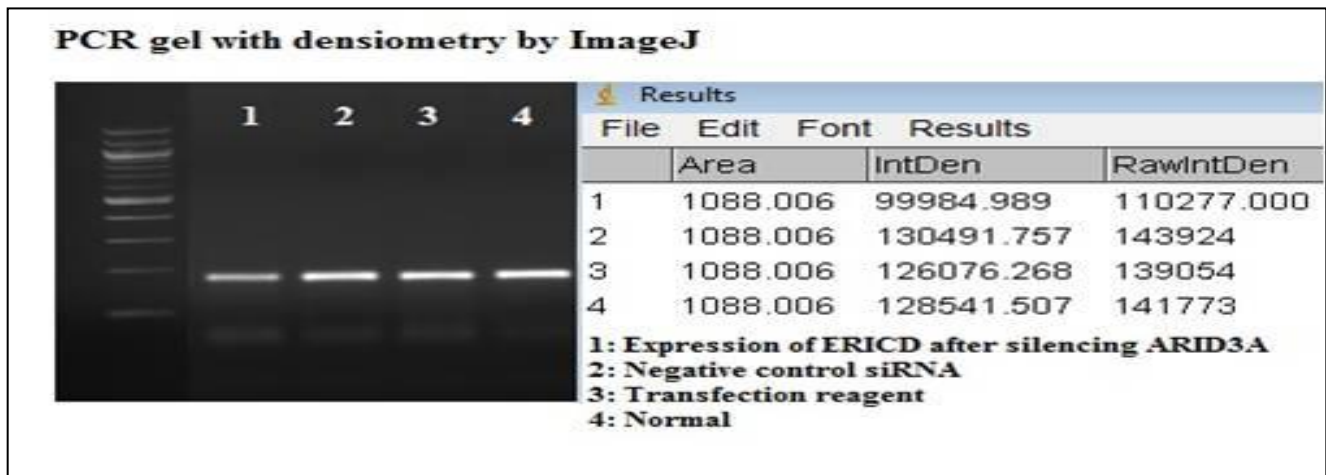 PCR gel with densiometry by ImageJ
1 2 3 4
Results
File Edit Font Results
Area IntDen RawIntDen
1 1088.006 99984.989 110277.000
2 1088.006 130491.757 143924
3 1088.006 126076.268 139054
4 1088.006 128541.507 141773
1: Expression of ERICD after silencing ARID3A
2: Negative control siRNA
3: Transfection reagent
4: Normal